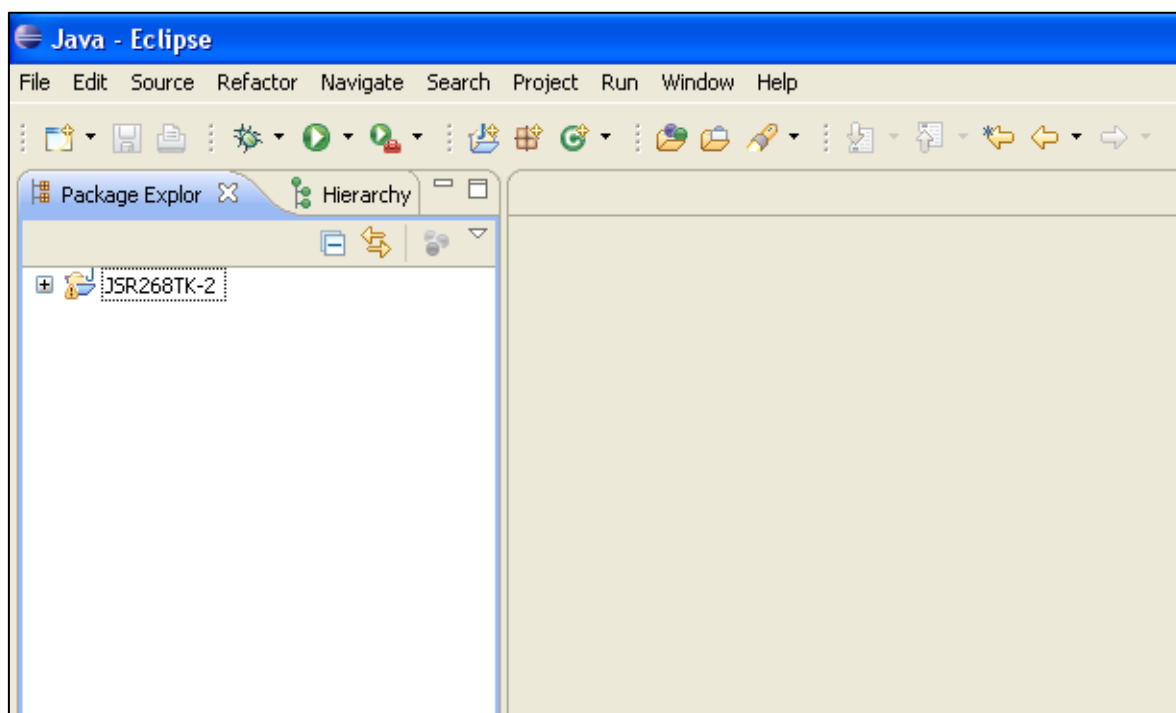 Java - Eclipse
File Edit Source Refactor Navigate Search Project Run Window Help
Package Explor Hierarchy
JSR268TK-2